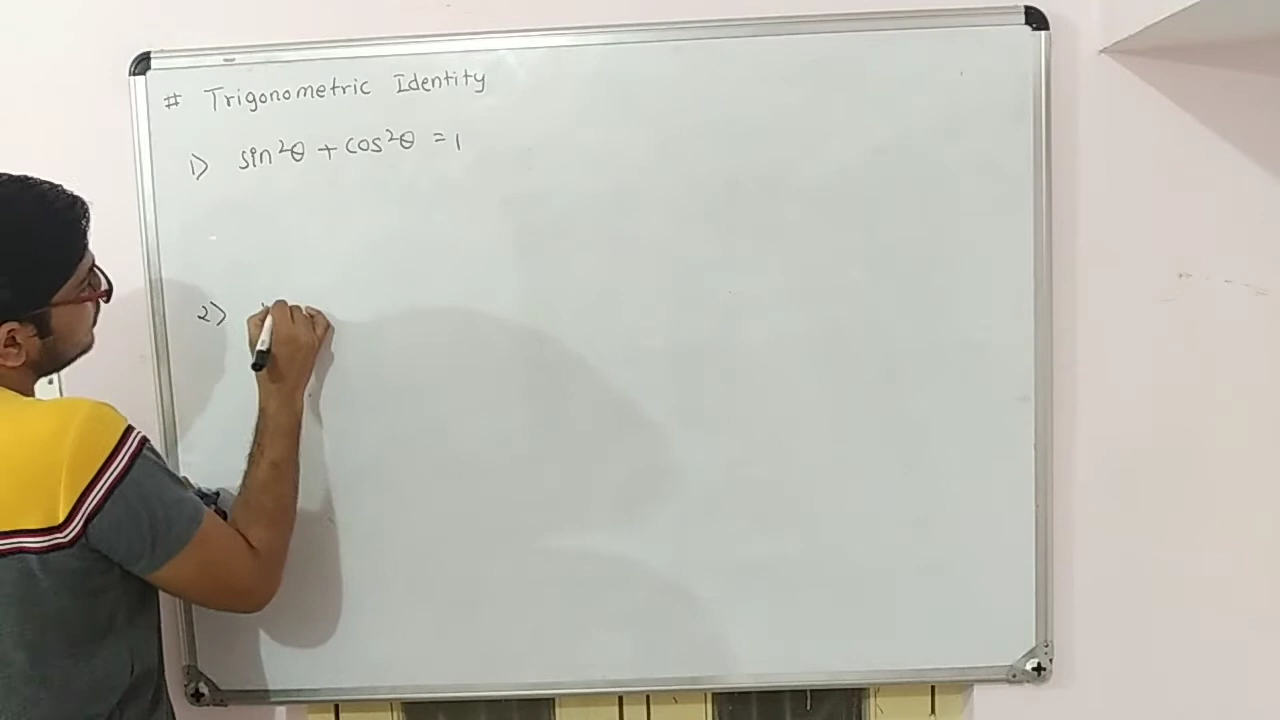 # Trigonometric Identity
1) sin²θ + cos²θ = 1
2)